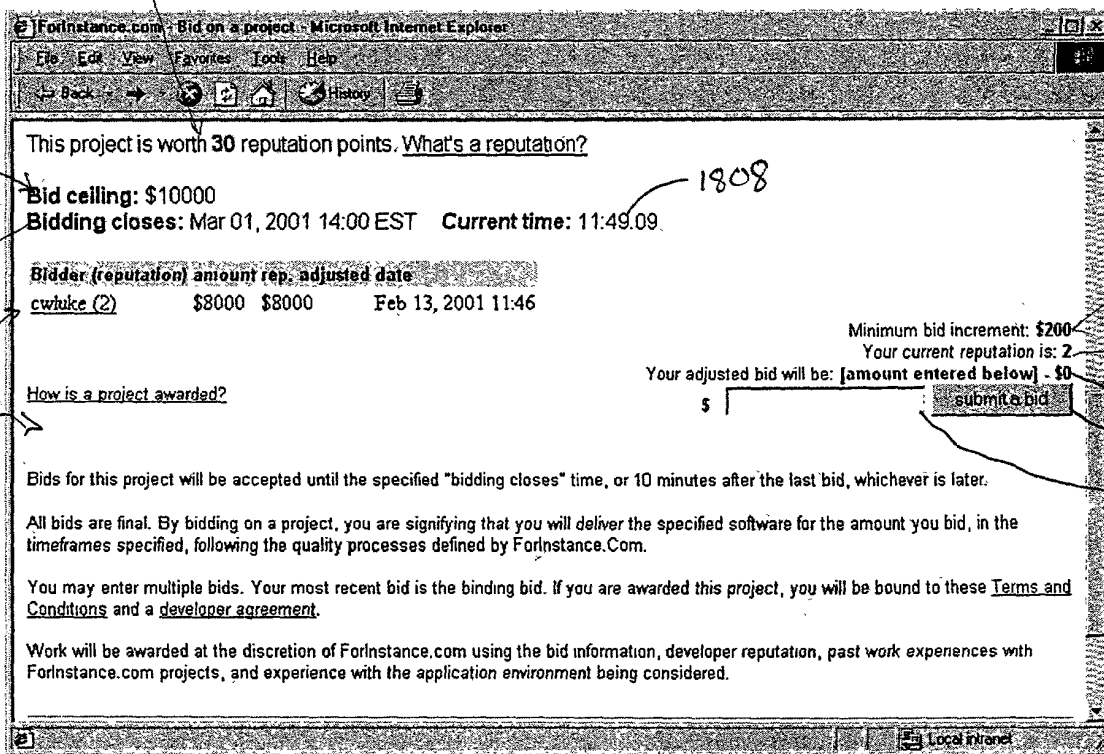 ForInstance.com - Bid on a project - Microsoft Internet Explorer
File Edit View Favorites Tools Help
Back History
This project is worth 30 reputation points. What's a reputation?
1808
Bid ceiling: $10000
Bidding closes: Mar 01, 2001 14:00 EST Current time: 11:49.09
Bidder (reputation) amount rep. adjusted date
cwluke (2) $8000 $8000 Feb 13, 2001 11:46
Minimum bid increment: $200
Your current reputation is: 2
Your adjusted bid will be: [amount entered below] - $0
How is a project awarded?
$ submit a bid
Bids for this project will be accepted until the specified "bidding closes" time, or 10 minutes after the last bid, whichever is later.
All bids are final. By bidding on a project, you are signifying that you will deliver the specified software for the amount you bid, in the
timeframes specified, following the quality processes defined by ForInstance.Com.
You may enter multiple bids. Your most recent bid is the binding bid. If you are awarded this project, you will be bound to these Terms and
Conditions and a developer agreement.
Work will be awarded at the discretion of ForInstance.com using the bid information, developer reputation, past work experiences with
ForInstance.com projects, and experience with the application environment being considered.
Local intranet